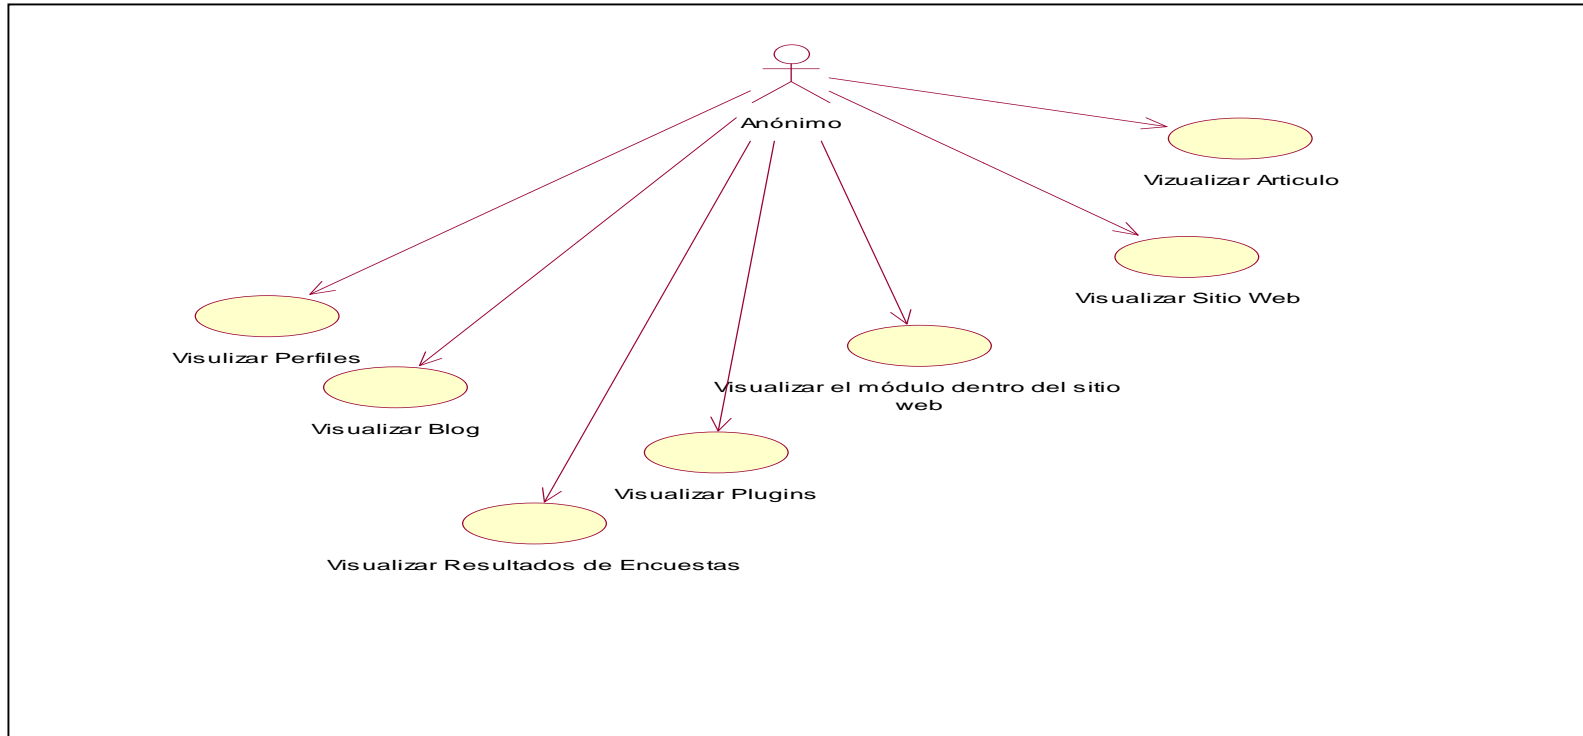 Anónimo
Vizualizar Articulo
Visualizar Sitio Web
Visulizar Perfiles
Visualizar el módulo dentro del sitio
web
Visualizar Blog
Visualizar Plugins
Visualizar Resultados de Encuestas